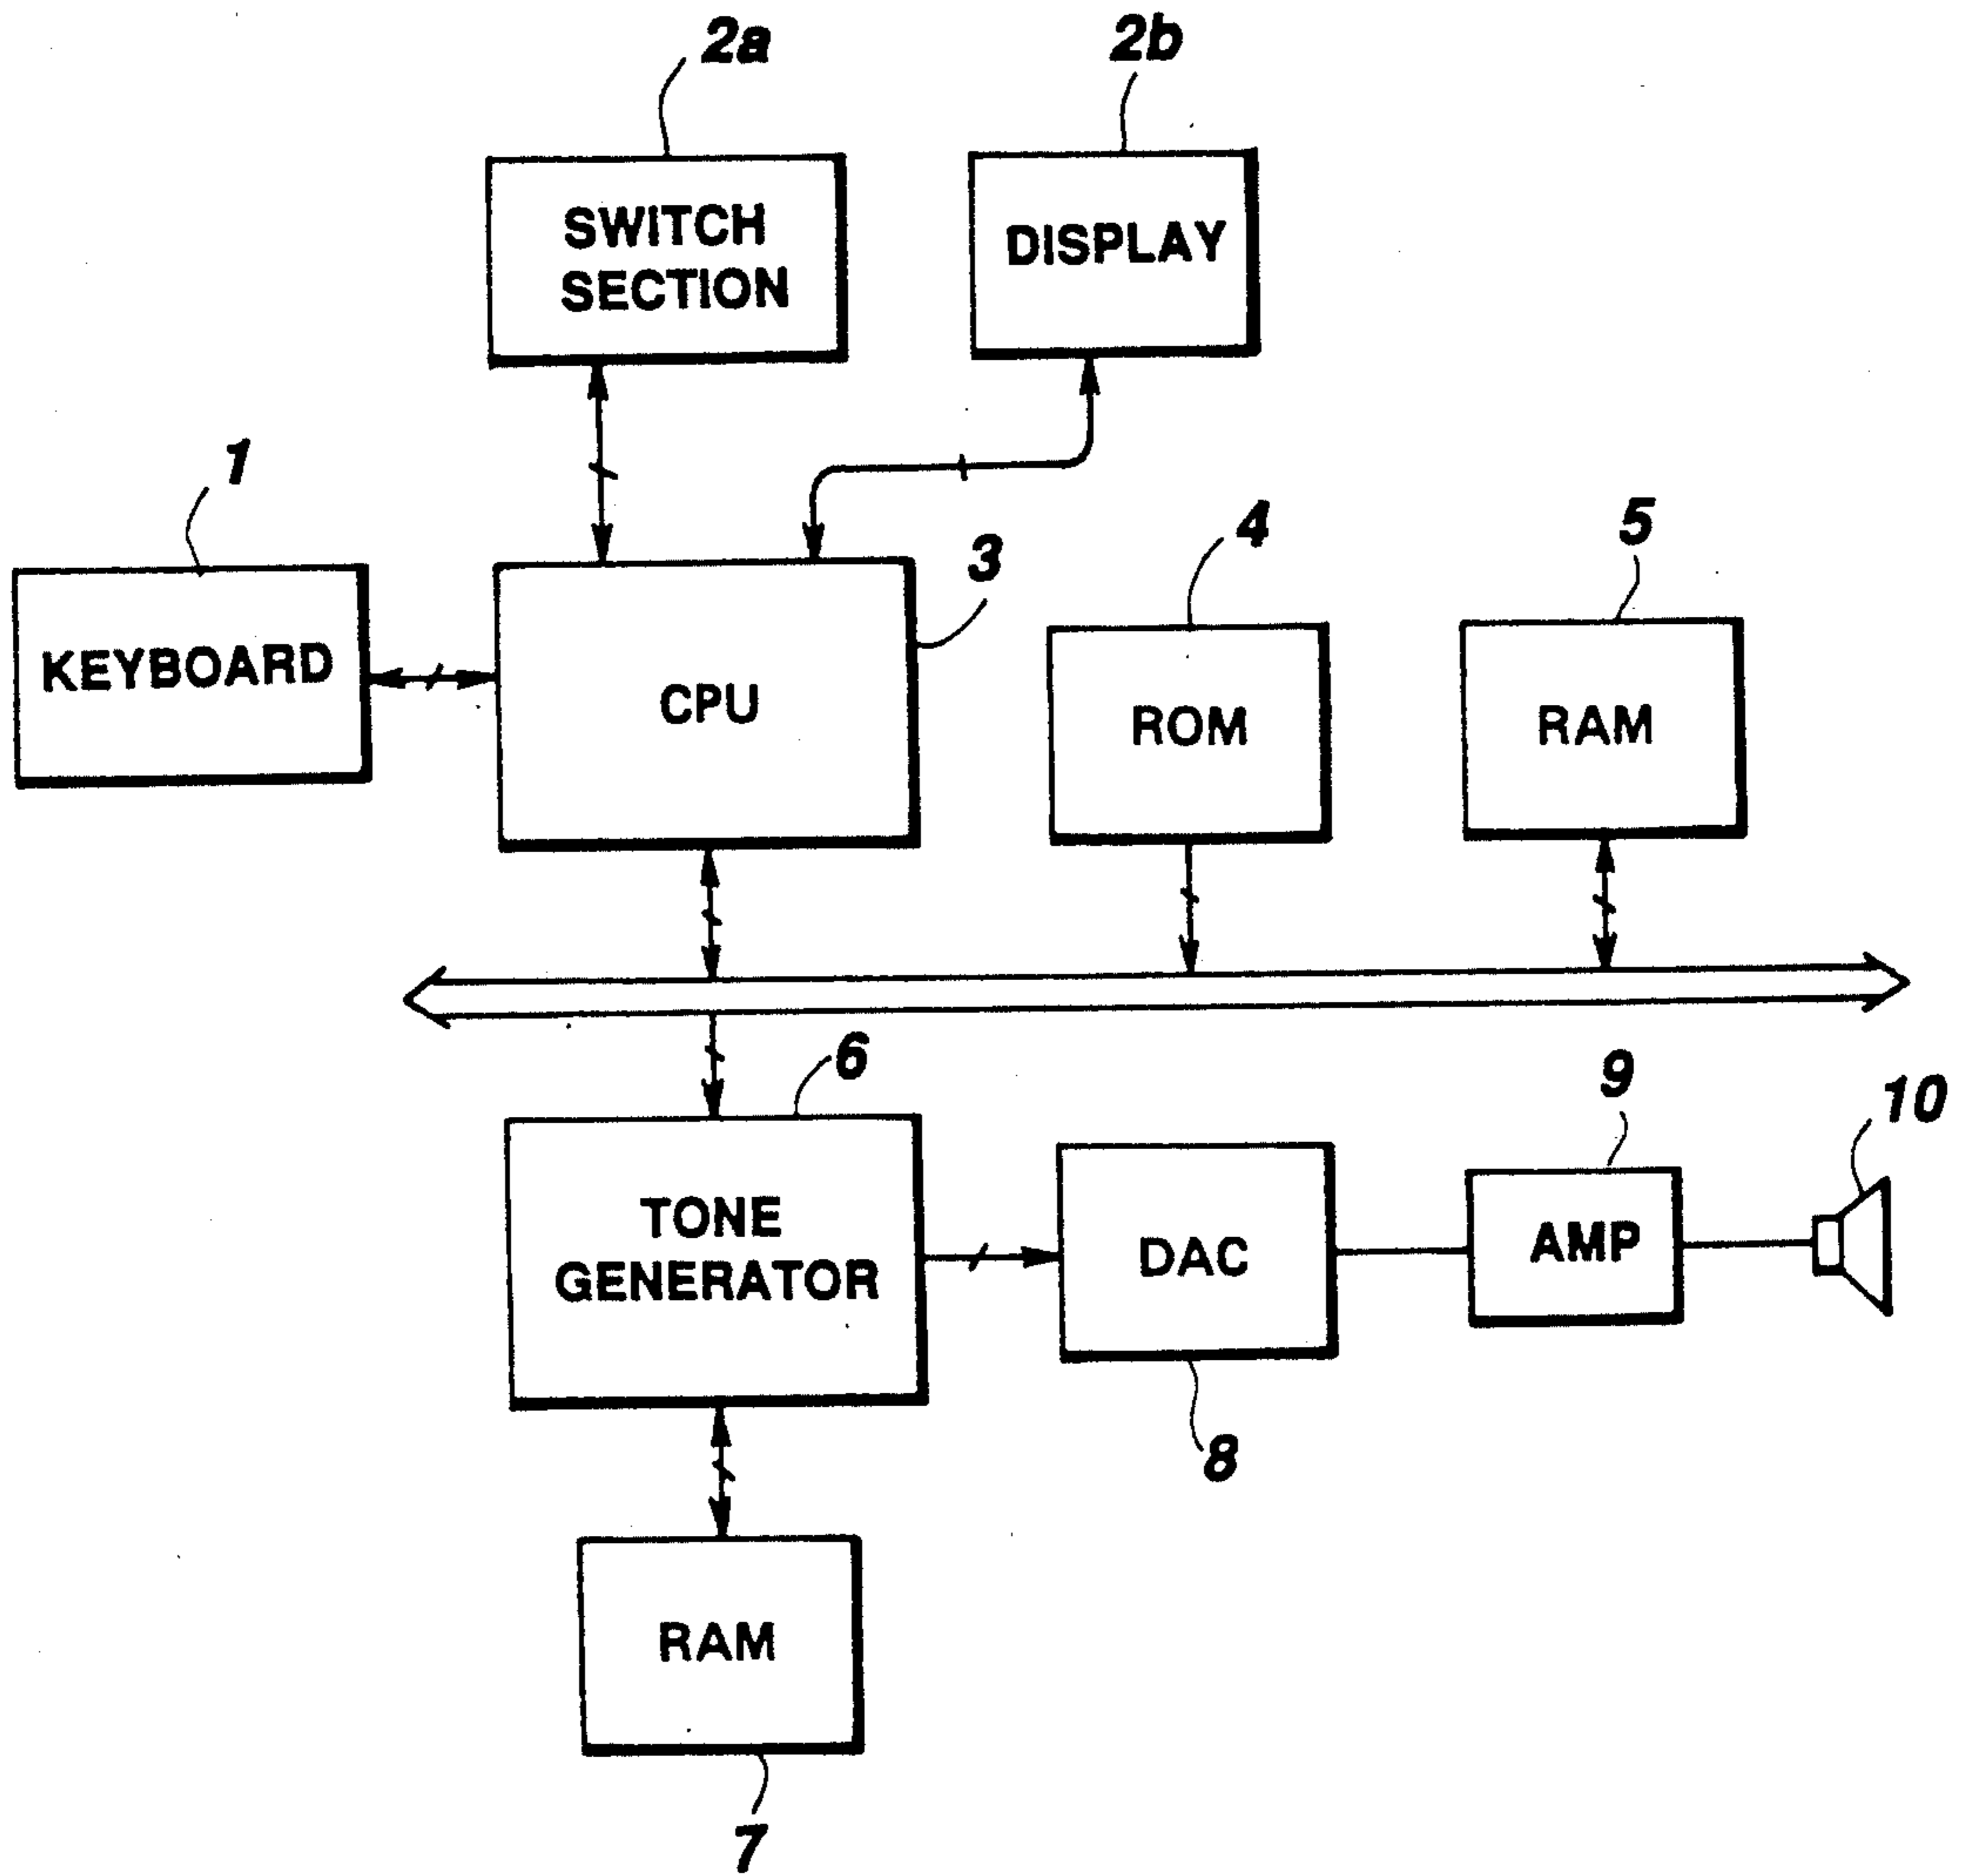 2a
2b
SWITCH
SECTION
DISPLAY
1
3
4
5
KEYBOARD
CPU
ROM
RAM
6
9
10
TONE
GENERATOR
DAC
AMP
8
RAM
7